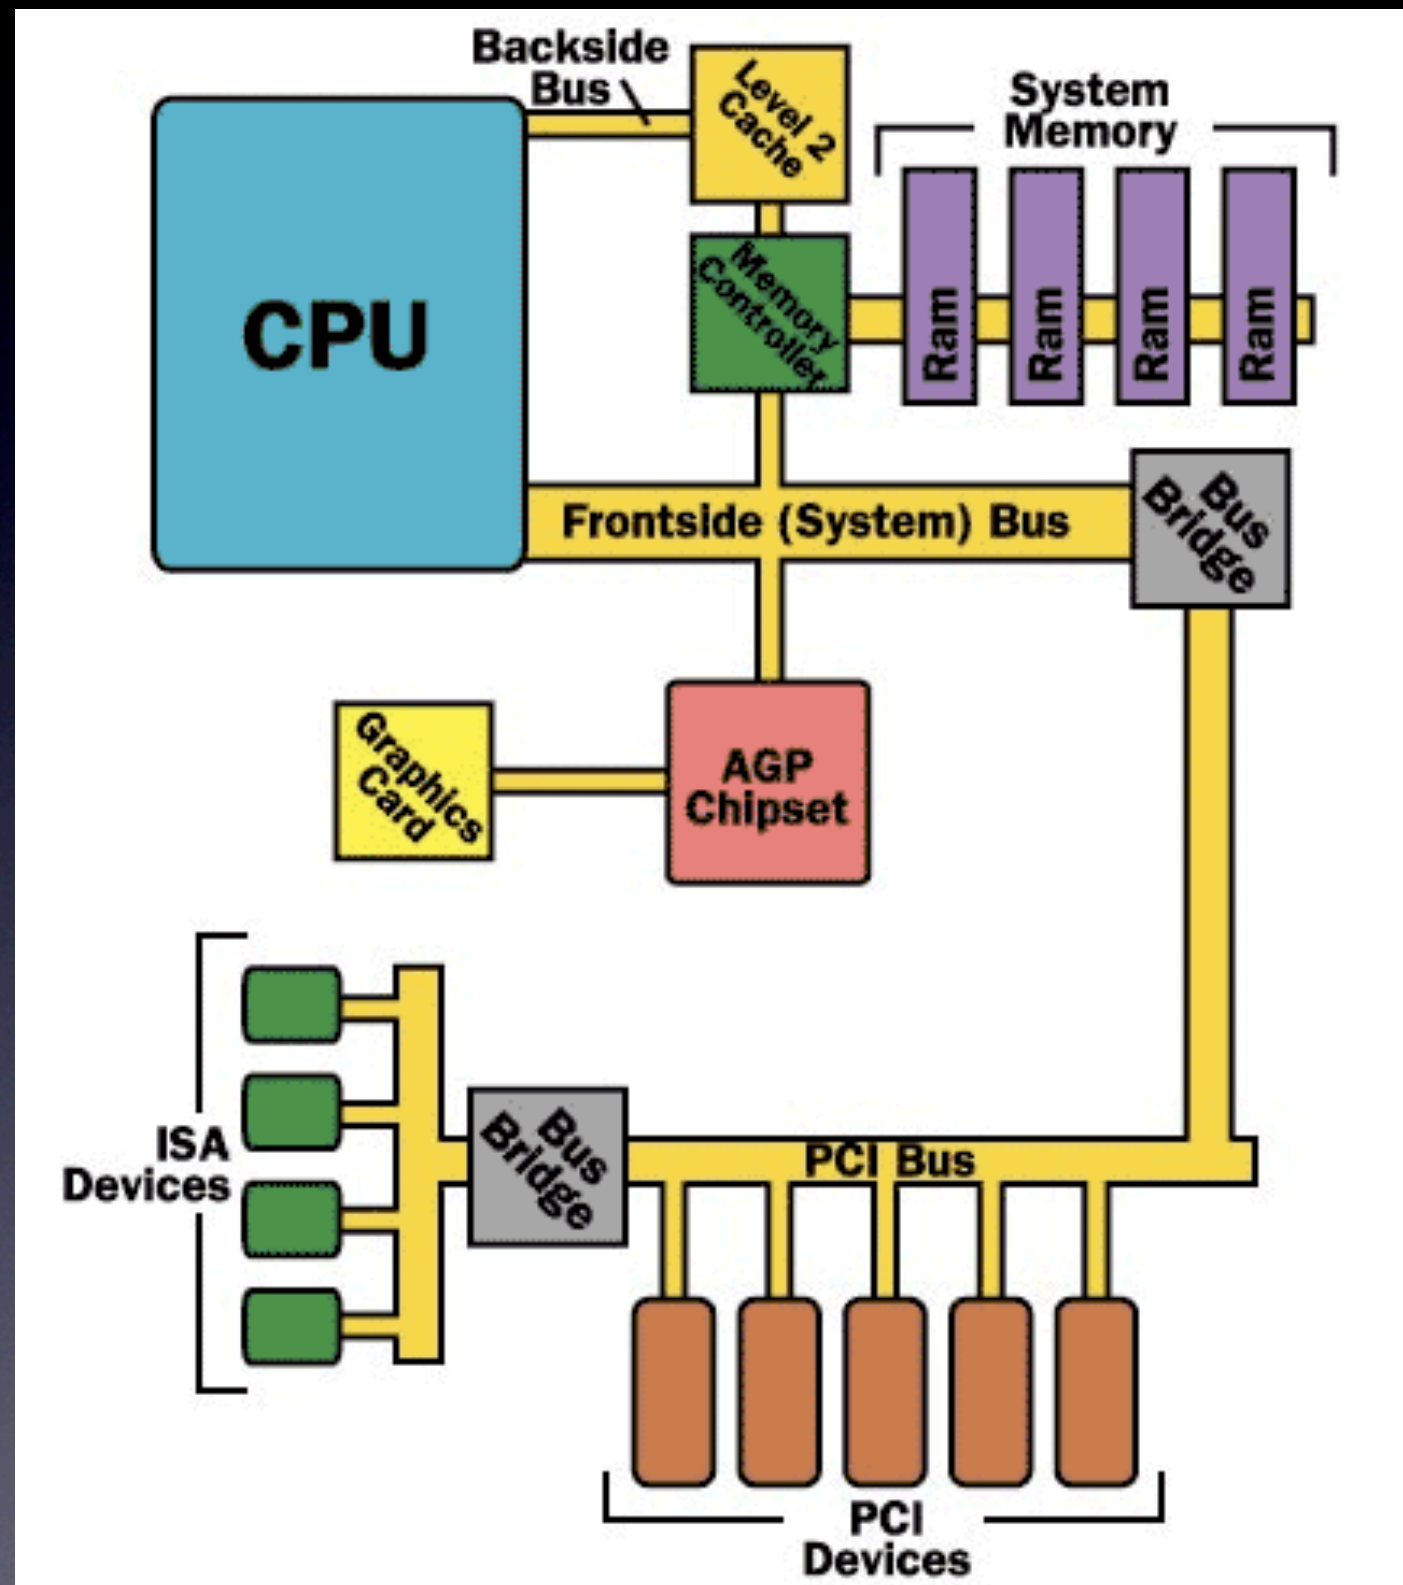 Backside
Bus
Level 2
Cache
System
Memory
CPU
Memory
Controller
Ram
Ram
Ram
Ram
Frontside (System) Bus
Bus
Bridge
Graphics
Card
AGP
Chipset
ISA
Devices
Bus
Bridge
PCI Bus
PCI
Devices